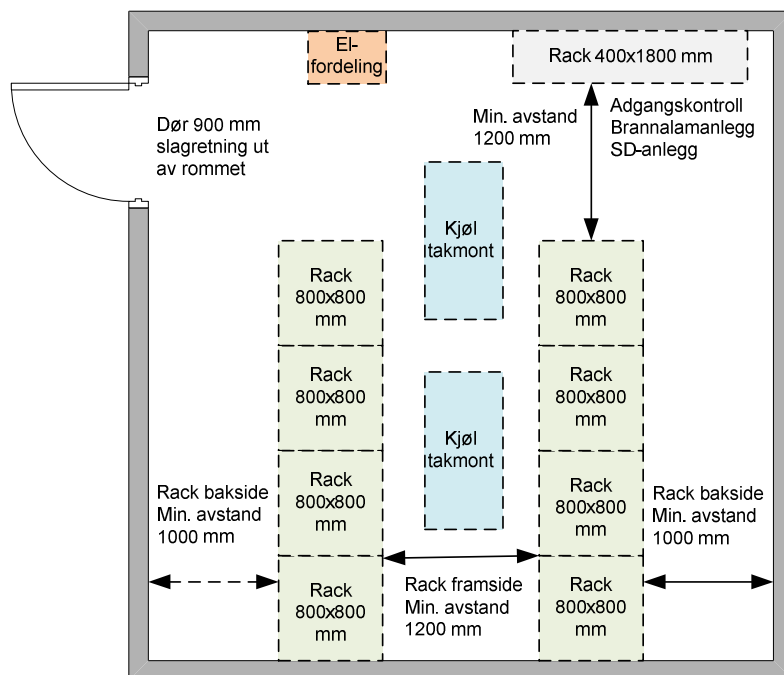 El-
fordeling
Rack 400x1800 mm
Dør 900 mm
slagretning ut
av rommet
Min. avstand
1200 mm
Adgangskontroll
Brannalamanlegg
SD-anlegg
Kjøl
takmont
Rack
800x800
mm
Rack
800x800
mm
Rack
800x800
mm
Rack
800x800
mm
Kjøl
takmont
Rack bakside
Min. avstand
1000 mm
Rack
800x800
mm
Rack
800x800
mm
Rack bakside
Min. avstand
1000 mm
Rack
800x800
mm
Rack framside
Min. avstand
1200 mm
Rack
800x800
mm